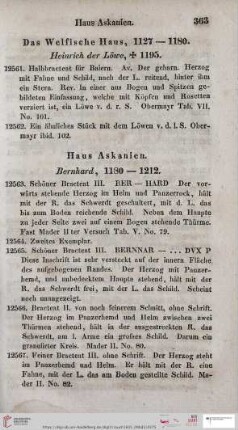 Haus Askanien. 363
Das Welfische Haus, 1127 — 1180.
Heinrich der Löwe, † 1195.
12561. Halbbractest für Baiern. Av. Der geharn. Herzog
mit Fahne und Schild, nach der L. reitend, hinter ihm
ein Stern. Rev. In einer aus Bogen und Spitzen ge-
bildeten Einfassung, welche mit Köpfen und Rosetten
verziert ist, ein Löwe v. d. r. S. Obermayr Tab. VII.
No. 101.
12562. Ein ähnliches Stück mit dem Löwen v. d. l. S. Ober-
mayr ibid. 102.
Haus Askanien.
Bernhard, 1180 — 1212.
12563. Schöner Bractest III. BER — HARD Der vor-
wärts stehende Herzog im Helm und Panzerrock, hält
mit der R. das Schwerdt geschultert, mit d. L. das
bis zum Boden reichende Schild. Neben dem Haupte
zu jeder Seite zwei auf einem Bogen stehende Thürme.
Fast Mader II ter Versuch Tab. V. No. 79.
12564. Zweites Exemplar.
12565. Schöner Bractest III. BERNNAR — ... DVX P
Diese Inschrift ist sehr versteckt auf der innern Fläche
des aufgebogenen Randes. Der Herzog mit Panzer-
hemd, und unbedecktem Haupte stehend, hält mit der
R. das Schwerdt frei, mit der L. das Schild. Scheint
noch unangezeigt.
12566. Bractest II. von noch feinerem Schnitt, ohne Schrift.
Der Herzog im Panzerhemd und Helm zwischen zwei
Thürmen stehend, hält in der ausgestreckten R. das
Schwerdt, am l. Arme ein großes Schild. Darum ein
granulirter Kreis. Mader II. No. 80.
12567. Feiner Bractest III. ohne Schrift. Der Herzog steht
im Panzerhemd und Helm. Er hält mit der R. eine
Fahne, mit der L. das am Boden gestellte Schild. Ma-
der II. No. 82.